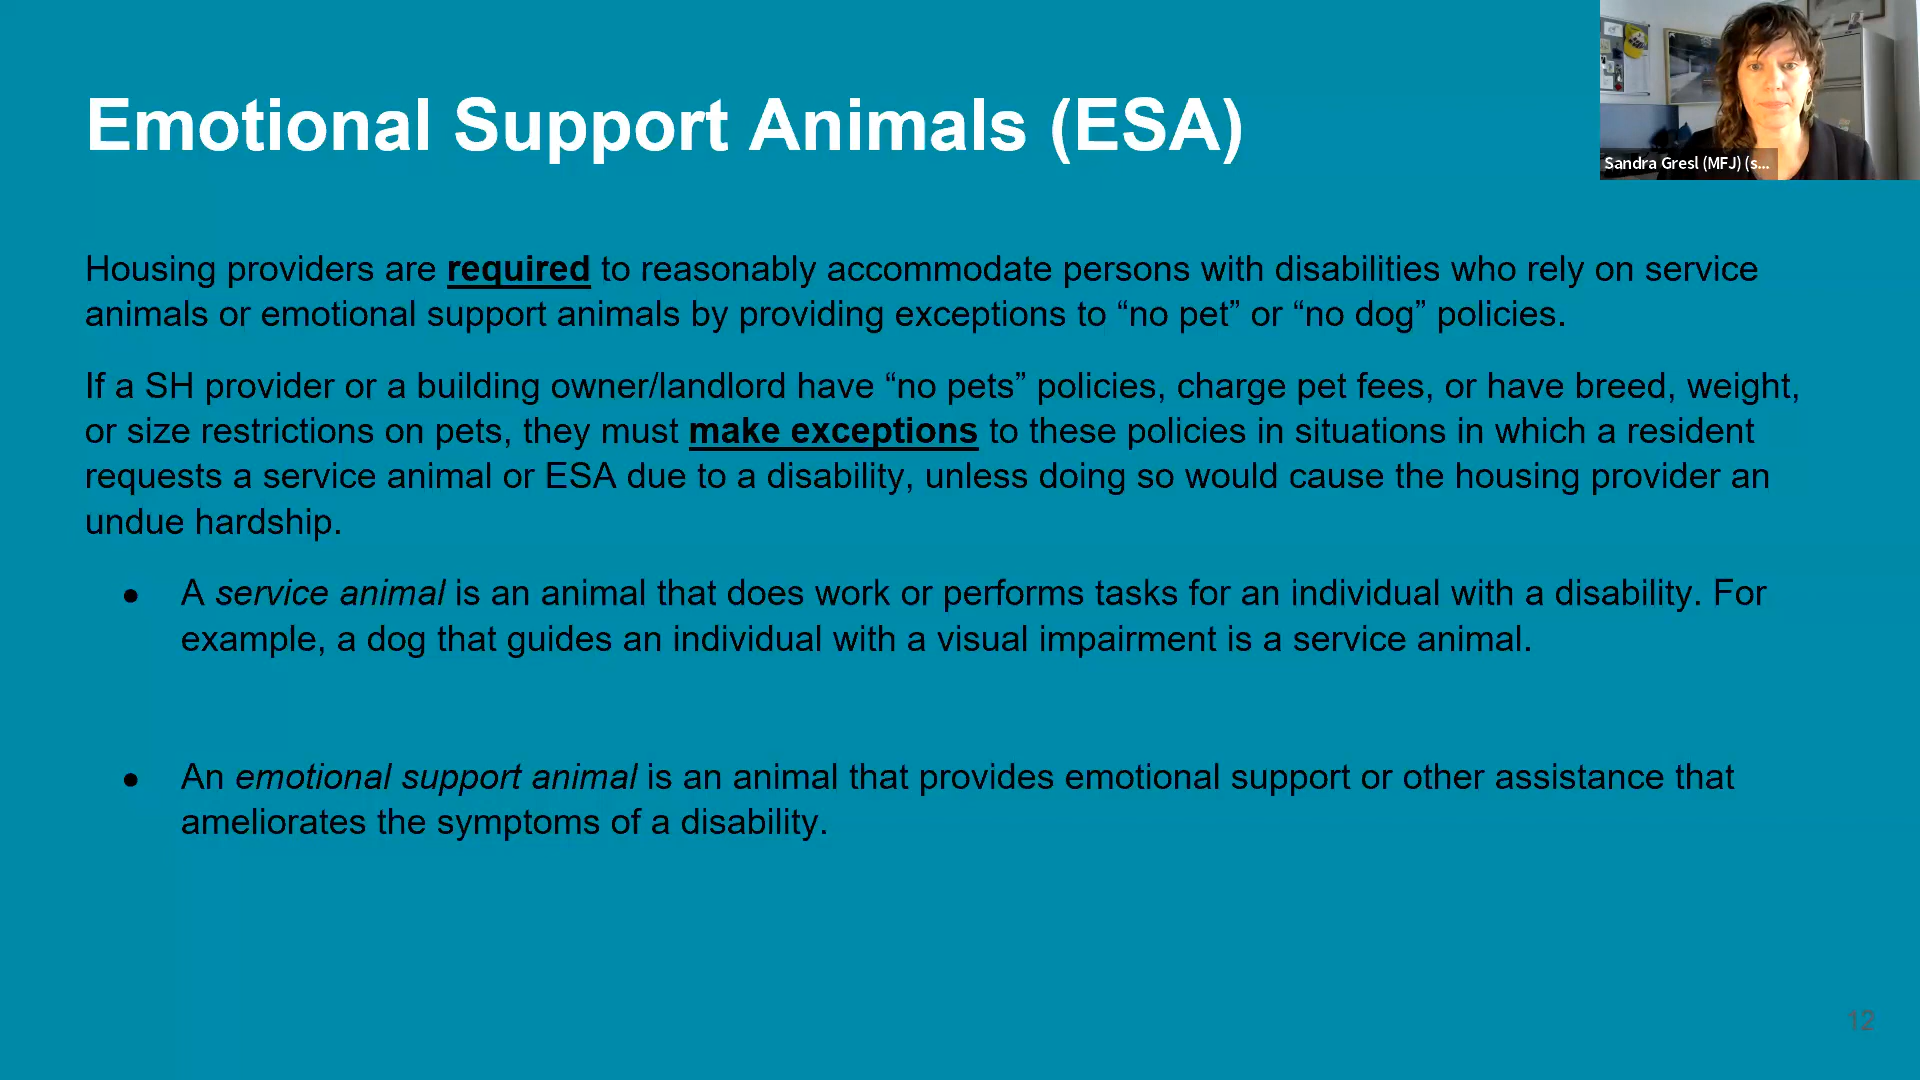 Emotional Support Animals (ESA)
Sandra Gresl (MFJ) (s...
Housing providers are required to reasonably accommodate persons with disabilities who rely on service
animals or emotional support animals by providing exceptions to “no pet” or “no dog” policies.
If a SH provider or a building owner/landlord have “no pets” policies, charge pet fees, or have breed, weight,
or size restrictions on pets, they must make exceptions to these policies in situations in which a resident
requests a service animal or ESA due to a disability, unless doing so would cause the housing provider an
undue hardship.
● A service animal is an animal that does work or performs tasks for an individual with a disability. For
example, a dog that guides an individual with a visual impairment is a service animal.
● An emotional support animal is an animal that provides emotional support or other assistance that
ameliorates the symptoms of a disability.
12